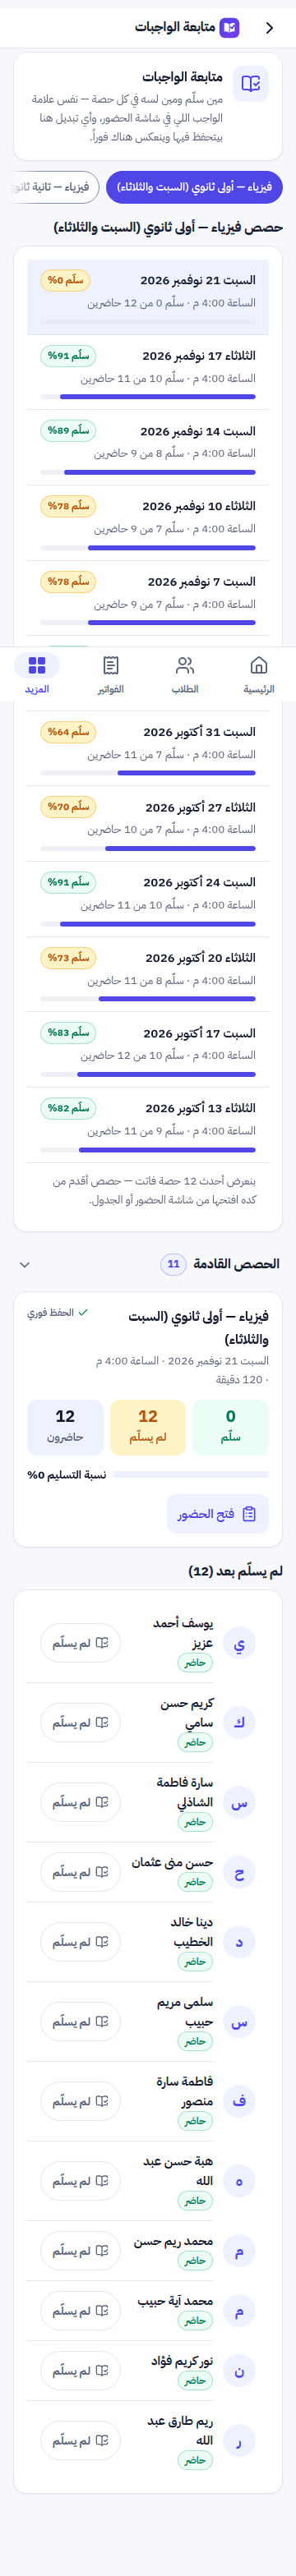 متابعة الواجبات
متابعة الواجبات
مين سلّم ومين لسه في كل حصة — نفس علامة
الواجب اللي في شاشة الحضور، وأي تبديل هنا
بيتحفظ فيها وينعكس هناك فوراً.
فيزياء — أولى ثانوي (السبت والثلاثاء)
فيزياء — تانية ثانو
حصص فيزياء — أولى ثانوي (السبت والثلاثاء)
السبت 21 نوفمبر 2026
سلّم 0%
الساعة 4:00 م · سلّم 0 من 12 حاضرين
الثلاثاء 17 نوفمبر 2026
سلّم 91%
الساعة 4:00 م · سلّم 10 من 11 حاضرين
السبت 14 نوفمبر 2026
سلّم 89%
الساعة 4:00 م · سلّم 8 من 9 حاضرين
الثلاثاء 10 نوفمبر 2026
سلّم 78%
الساعة 4:00 م · سلّم 7 من 9 حاضرين
السبت 7 نوفمبر 2026
سلّم 78%
الساعة 4:00 م · سلّم 7 من 9 حاضرين
الرئيسية
الطلاب
الفواتير
المزيد
السبت 31 أكتوبر 2026
سلّم 64%
الساعة 4:00 م · سلّم 7 من 11 حاضرين
الثلاثاء 27 أكتوبر 2026
سلّم 70%
الساعة 4:00 م · سلّم 7 من 10 حاضرين
السبت 24 أكتوبر 2026
سلّم 91%
الساعة 4:00 م · سلّم 10 من 11 حاضرين
الثلاثاء 20 أكتوبر 2026
سلّم 73%
الساعة 4:00 م · سلّم 8 من 11 حاضرين
السبت 17 أكتوبر 2026
سلّم 83%
الساعة 4:00 م · سلّم 10 من 12 حاضرين
الثلاثاء 13 أكتوبر 2026
سلّم 82%
الساعة 4:00 م · سلّم 9 من 11 حاضرين
بنعرض أحدث 12 حصة فاتت — حصص أقدم من
كده افتحها من شاشة الحضور أو الجدول.
الحصص القادمة
11
فيزياء — أولى ثانوي (السبت
والثلاثاء)
الحفظ فوري
السبت 21 نوفمبر 2026 · الساعة 4:00 م
· 120 دقيقة
0
سلّم
12
لم يسلّم
12
حاضرون
نسبة التسليم 0%
فتح الحضور
لم يسلّم بعد (12)
ي
يوسف أحمد
عزيز
حاضر
لم يسلّم
ك
كريم حسن
سامي
حاضر
لم يسلّم
س
سارة فاطمة
الشاذلي
حاضر
لم يسلّم
ح
حسن منى عثمان
حاضر
لم يسلّم
د
دينا خالد
الخطيب
حاضر
لم يسلّم
س
سلمى مريم
حبيب
حاضر
لم يسلّم
ف
فاطمة سارة
منصور
حاضر
لم يسلّم
ه
هبة حسن عبد
الله
حاضر
لم يسلّم
م
محمد ريم حسن
حاضر
لم يسلّم
م
محمد آية حبيب
حاضر
لم يسلّم
ن
نور كريم فؤاد
حاضر
لم يسلّم
ر
ريم طارق عبد
الله
حاضر
لم يسلّم